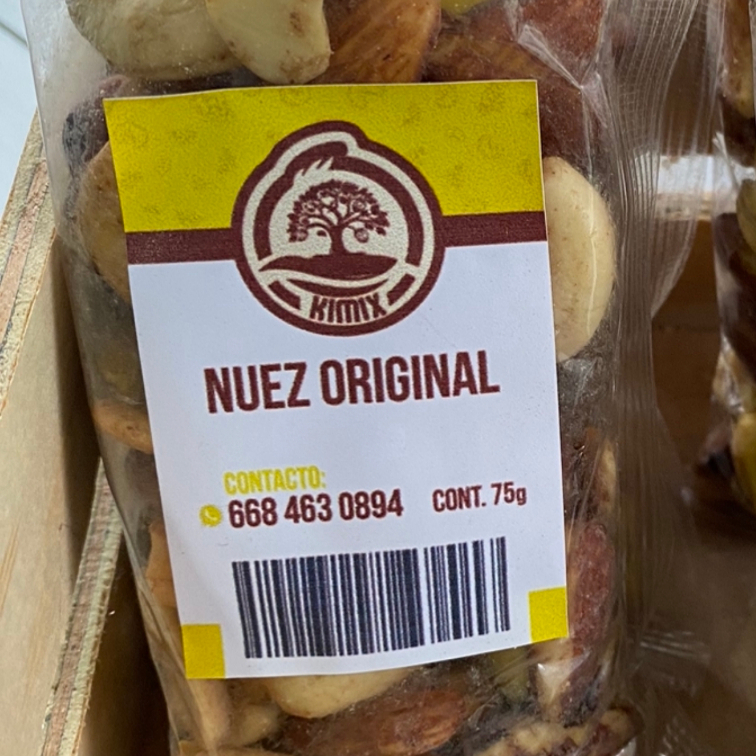 KIMIX
NUEZ ORIGINAL
CONTACTO:
668 463 0894 CONT. 75g